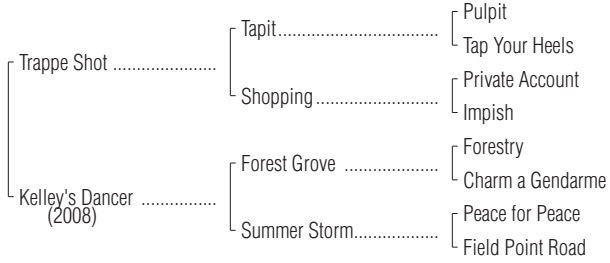 Pulpit
Tapit......................................
Tap Your Heels
Trappe Shot ......................
Private Account
Shopping.............................
Impish
Forestry
Forest Grove ......................
Charm a Gendarme
Kelley's Dancer ................
(2008)
Peace for Peace
Summer Storm....................
Field Point Road